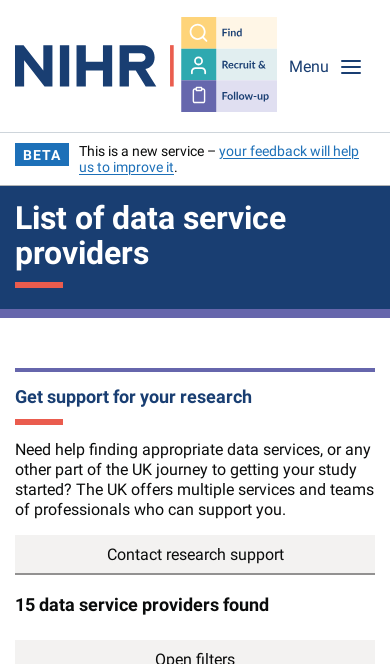 NIHR
Find
Recruit &
Follow-up
Menu
BETA
This is a new service – your feedback will help
us to improve it.
List of data service
providers
Get support for your research
Need help finding appropriate data services, or any
other part of the UK journey to getting your study
started? The UK offers multiple services and teams
of professionals who can support you.
Contact research support
15 data service providers found
Open filters